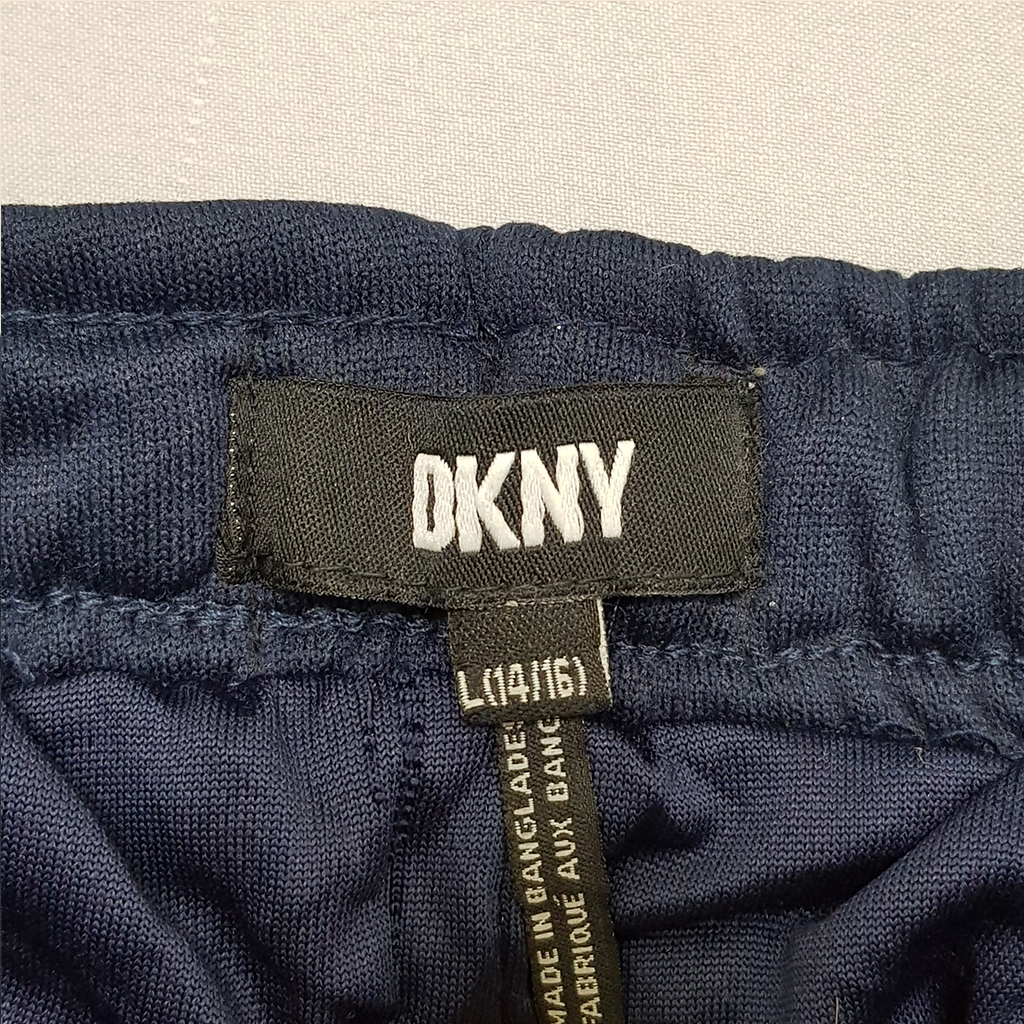 DKNY
L(14/16)
MADE IN BANGLADES
FABRIQUÉ AUX BANG